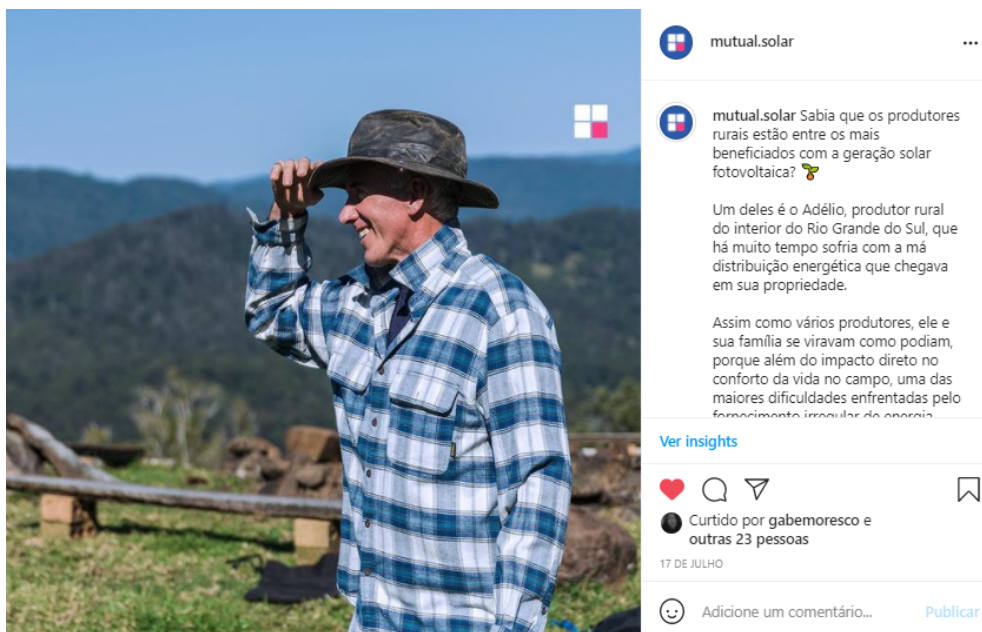 mutual.solar
mutual.solar Sabia que os produtores
rurais estão entre os mais
beneficiados com a geração solar
fotovoltaica?
Um deles é o Adélio, produtor rural
do interior do Rio Grande do Sul, que
há muito tempo sofria com a má
distribuição energética que chegava
em sua propriedade.
Assim como vários produtores, ele e
sua família se viravam como podiam,
porque além do impacto direto no
conforto da vida no campo, uma das
maiores dificuldades enfrentadas pelo
fornecimento irregular de energia
Ver insights
Curtido por gabemoresco e
outras 23 pessoas
17 DE JULHO
Adicione um comentário...
Publicar